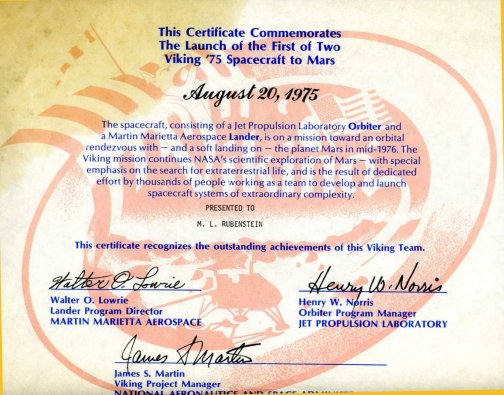 This Certificate Commemorates
The Launch of the First of Two
Viking '75 Spacecraft to Mars
August 20, 1975
The spacecraft, consisting of a Jet Propulsion Laboratory Orbiter and
a Martin Marietta Aerospace Lander, is on a mission toward an orbital
rendezvous with — and a soft landing on — the planet Mars in mid-1976. The
Viking mission continues NASA's scientific exploration of Mars — with special
emphasis on the search for extraterrestrial life, and is the result of dedicated
effort by thousands of people working as a team to develop and launch
spacecraft systems of extraordinary complexity.
PRESENTED TO
M. L. RUBENSTEIN
This certificate recognizes the outstanding achievements of this Viking Team.
Walter O. Lowrie
Walter O. Lowrie
Lander Program Director
MARTIN MARIETTA AEROSPACE
Henry W. Norris
Henry W. Norris
Orbiter Program Manager
JET PROPULSION LABORATORY
James S Martin
James S. Martin
Viking Project Manager
NATIONAL AERONAUTICS AND SPACE